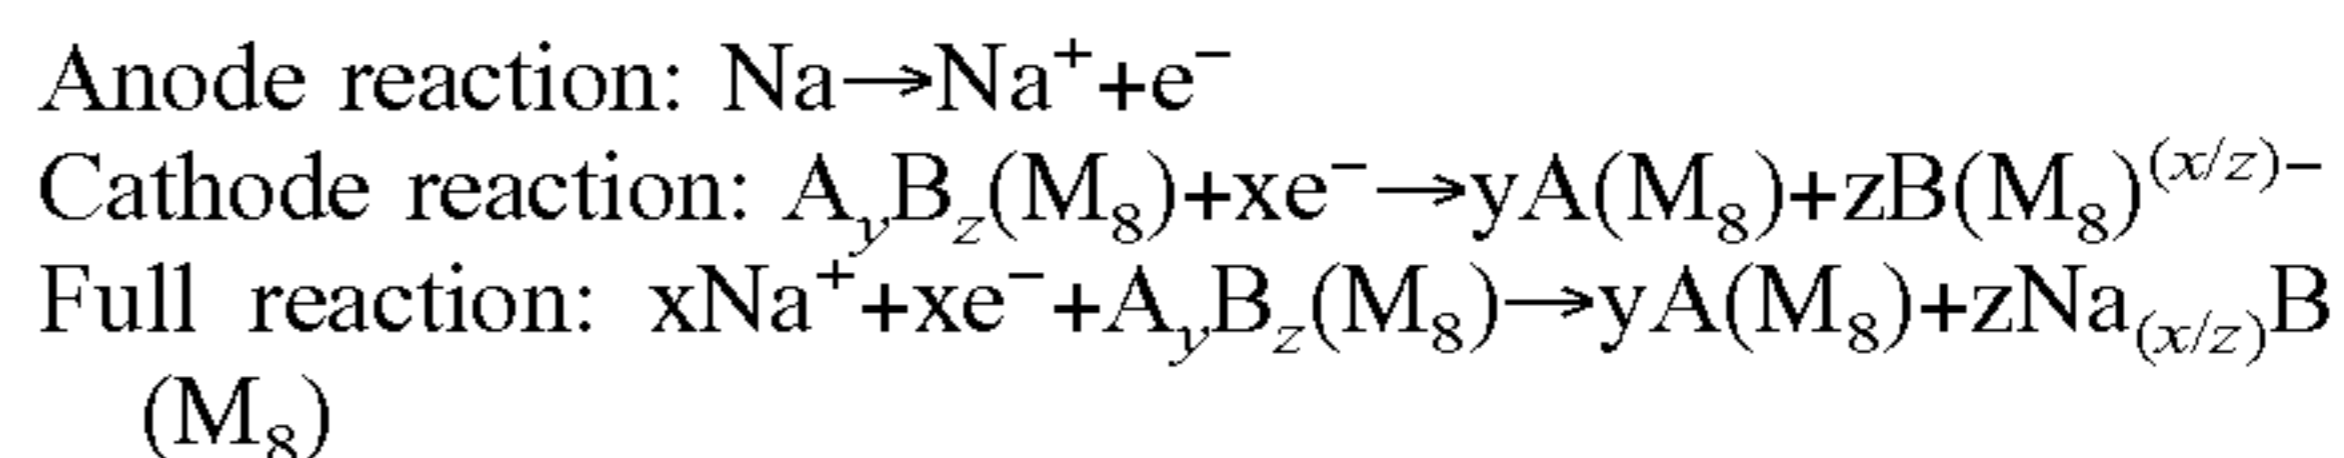 Anode reaction: Na→Na⁺+e⁻
Cathode reaction: A_yB_z(M₈)+xe⁻→yA(M₈)+zB(M₈)^(x/z)−
Full reaction: xNa⁺+xe⁻+A_yB_z(M₈)→yA(M₈)+zNa_(x/z)B
(M₈)